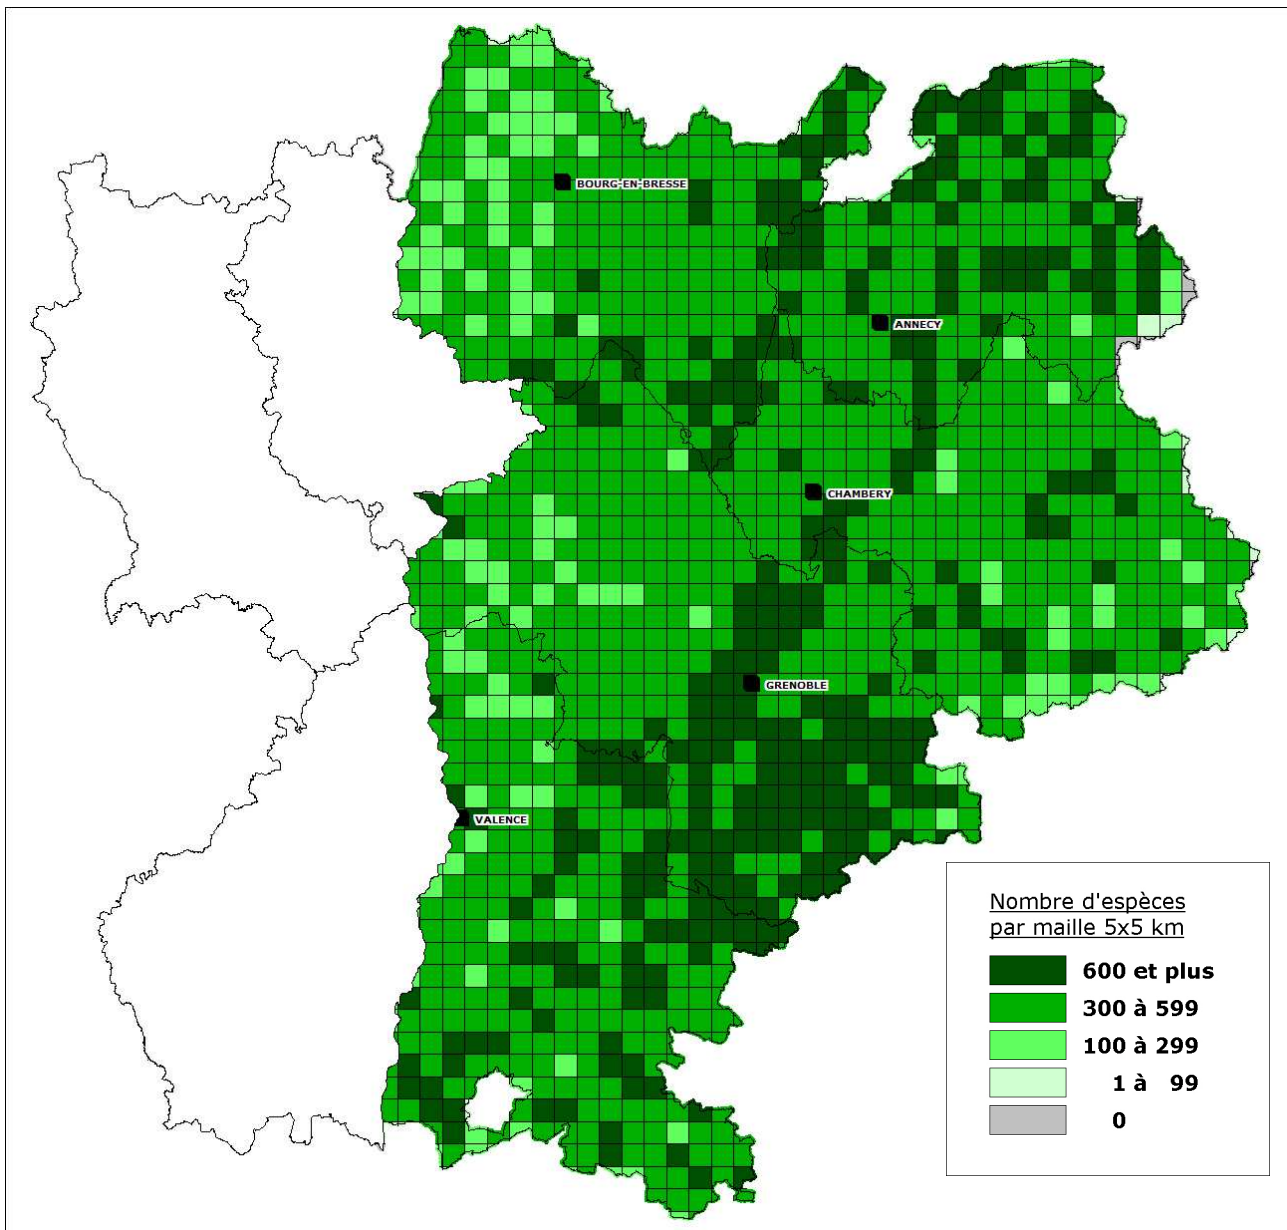 BOURG-EN-BRESSE
ANNECY
CHAMBERY
GRENOBLE
VALENCE
Nombre d'espèces
par maille 5x5 km
600 et plus
300 à 599
100 à 299
1 à 99
0